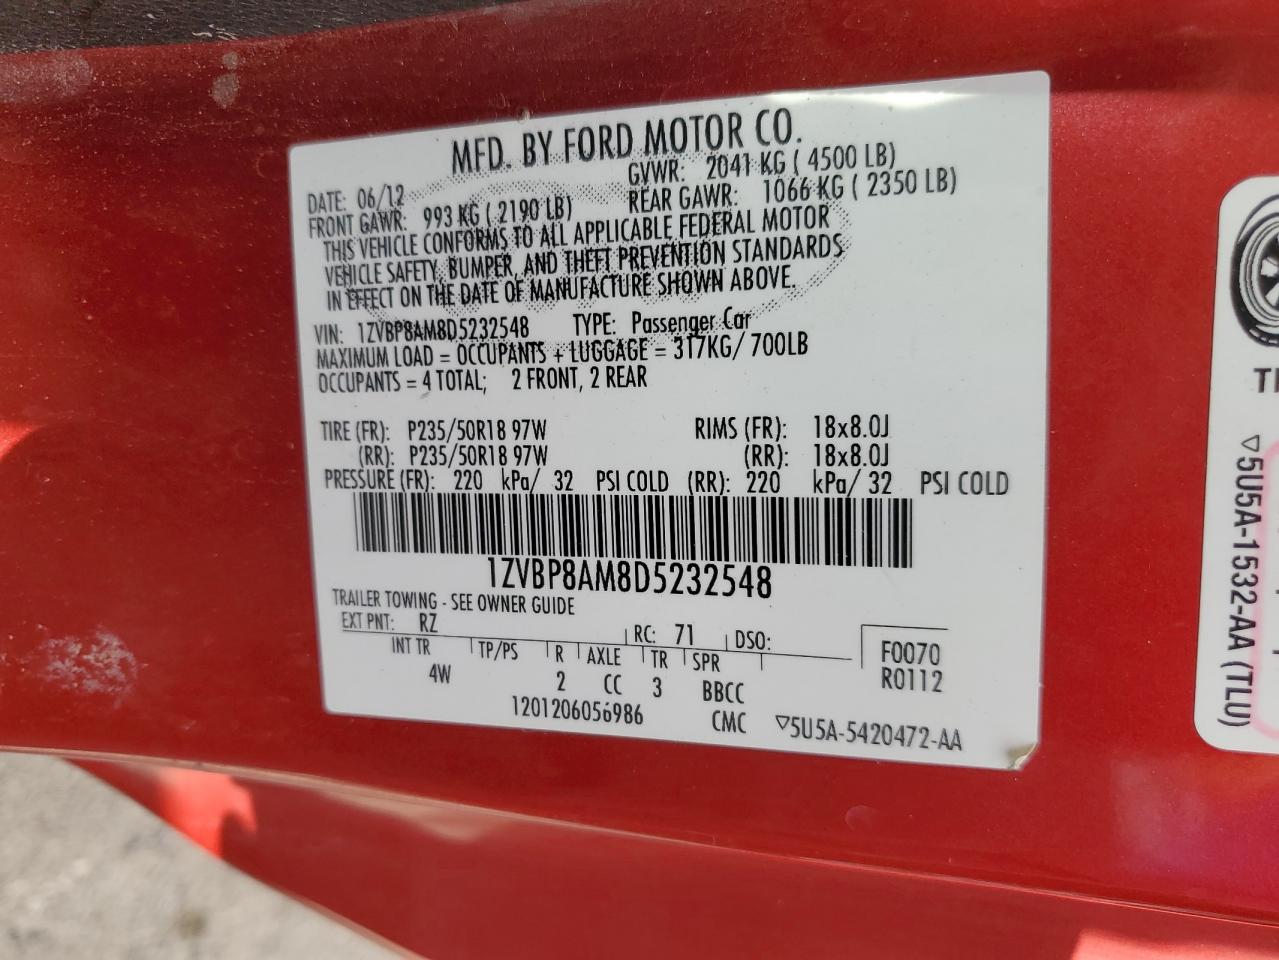 MFD. BY FORD MOTOR CO.
DATE: 06/12 GVWR: 2041 KG ( 4500 LB)
FRONT GAWR: 993 KG ( 2190 LB) REAR GAWR: 1066 KG ( 2350 LB)
THIS VEHICLE CONFORMS TO ALL APPLICABLE FEDERAL MOTOR
VEHICLE SAFETY, BUMPER, AND THEFT PREVENTION STANDARDS
IN EFFECT ON THE DATE OF MANUFACTURE SHOWN ABOVE.
VIN: 1ZVBP8AM8D5232548 TYPE: Passenger Car
MAXIMUM LOAD = OCCUPANTS + LUGGAGE = 317KG/ 700LB
OCCUPANTS = 4 TOTAL; 2 FRONT, 2 REAR
TIRE (FR): P235/50R18 97W RIMS (FR): 18x8.0J
(RR): P235/50R18 97W (RR): 18x8.0J
PRESSURE (FR): 220 kPa/ 32 PSI COLD (RR): 220 kPa/ 32 PSI COLD
1ZVBP8AM8D5232548
TRAILER TOWING - SEE OWNER GUIDE
EXT PNT: RZ RC: 71 DSO:
INT TR TP/PS R AXLE TR SPR F0070
4W 2 CC 3 BBCC R0112
1201206056986 CMC ▽5U5A-5420472-AA
▽5U5A-1532-AA (TLU)